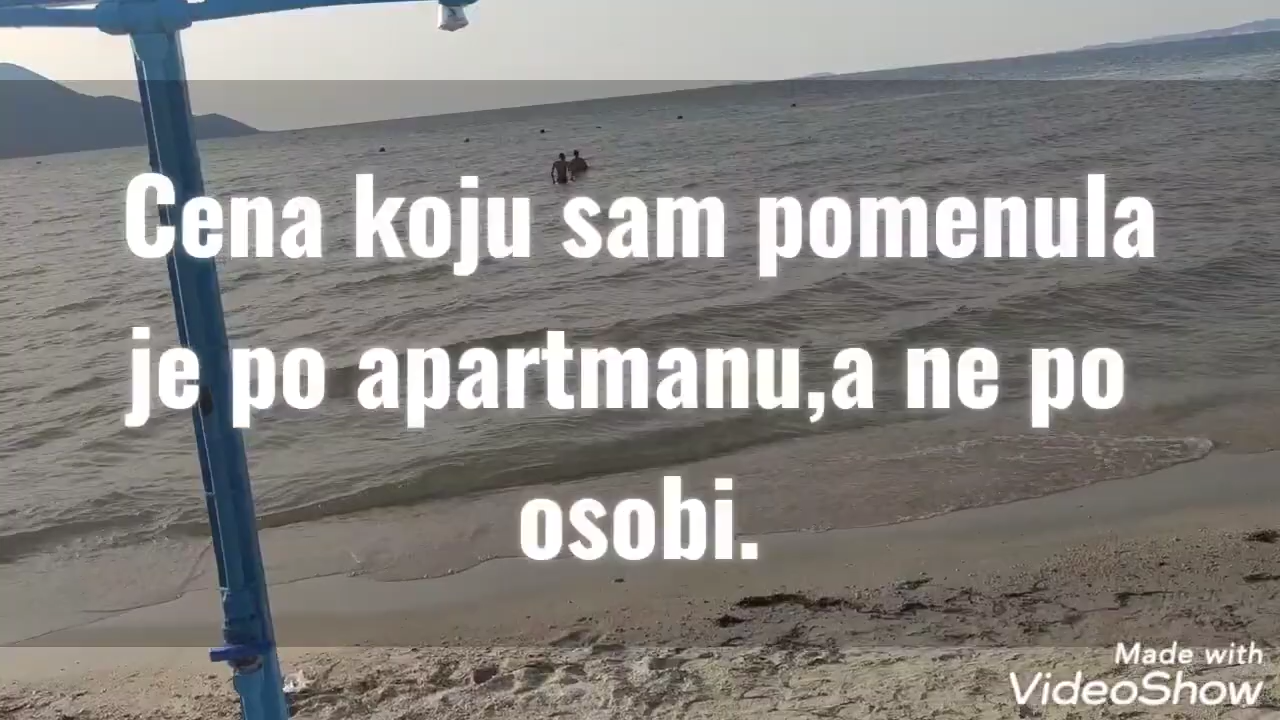 Cena koju sam pomenula
je po apartmanu,a ne po
osobi.
Made with
VideoShow